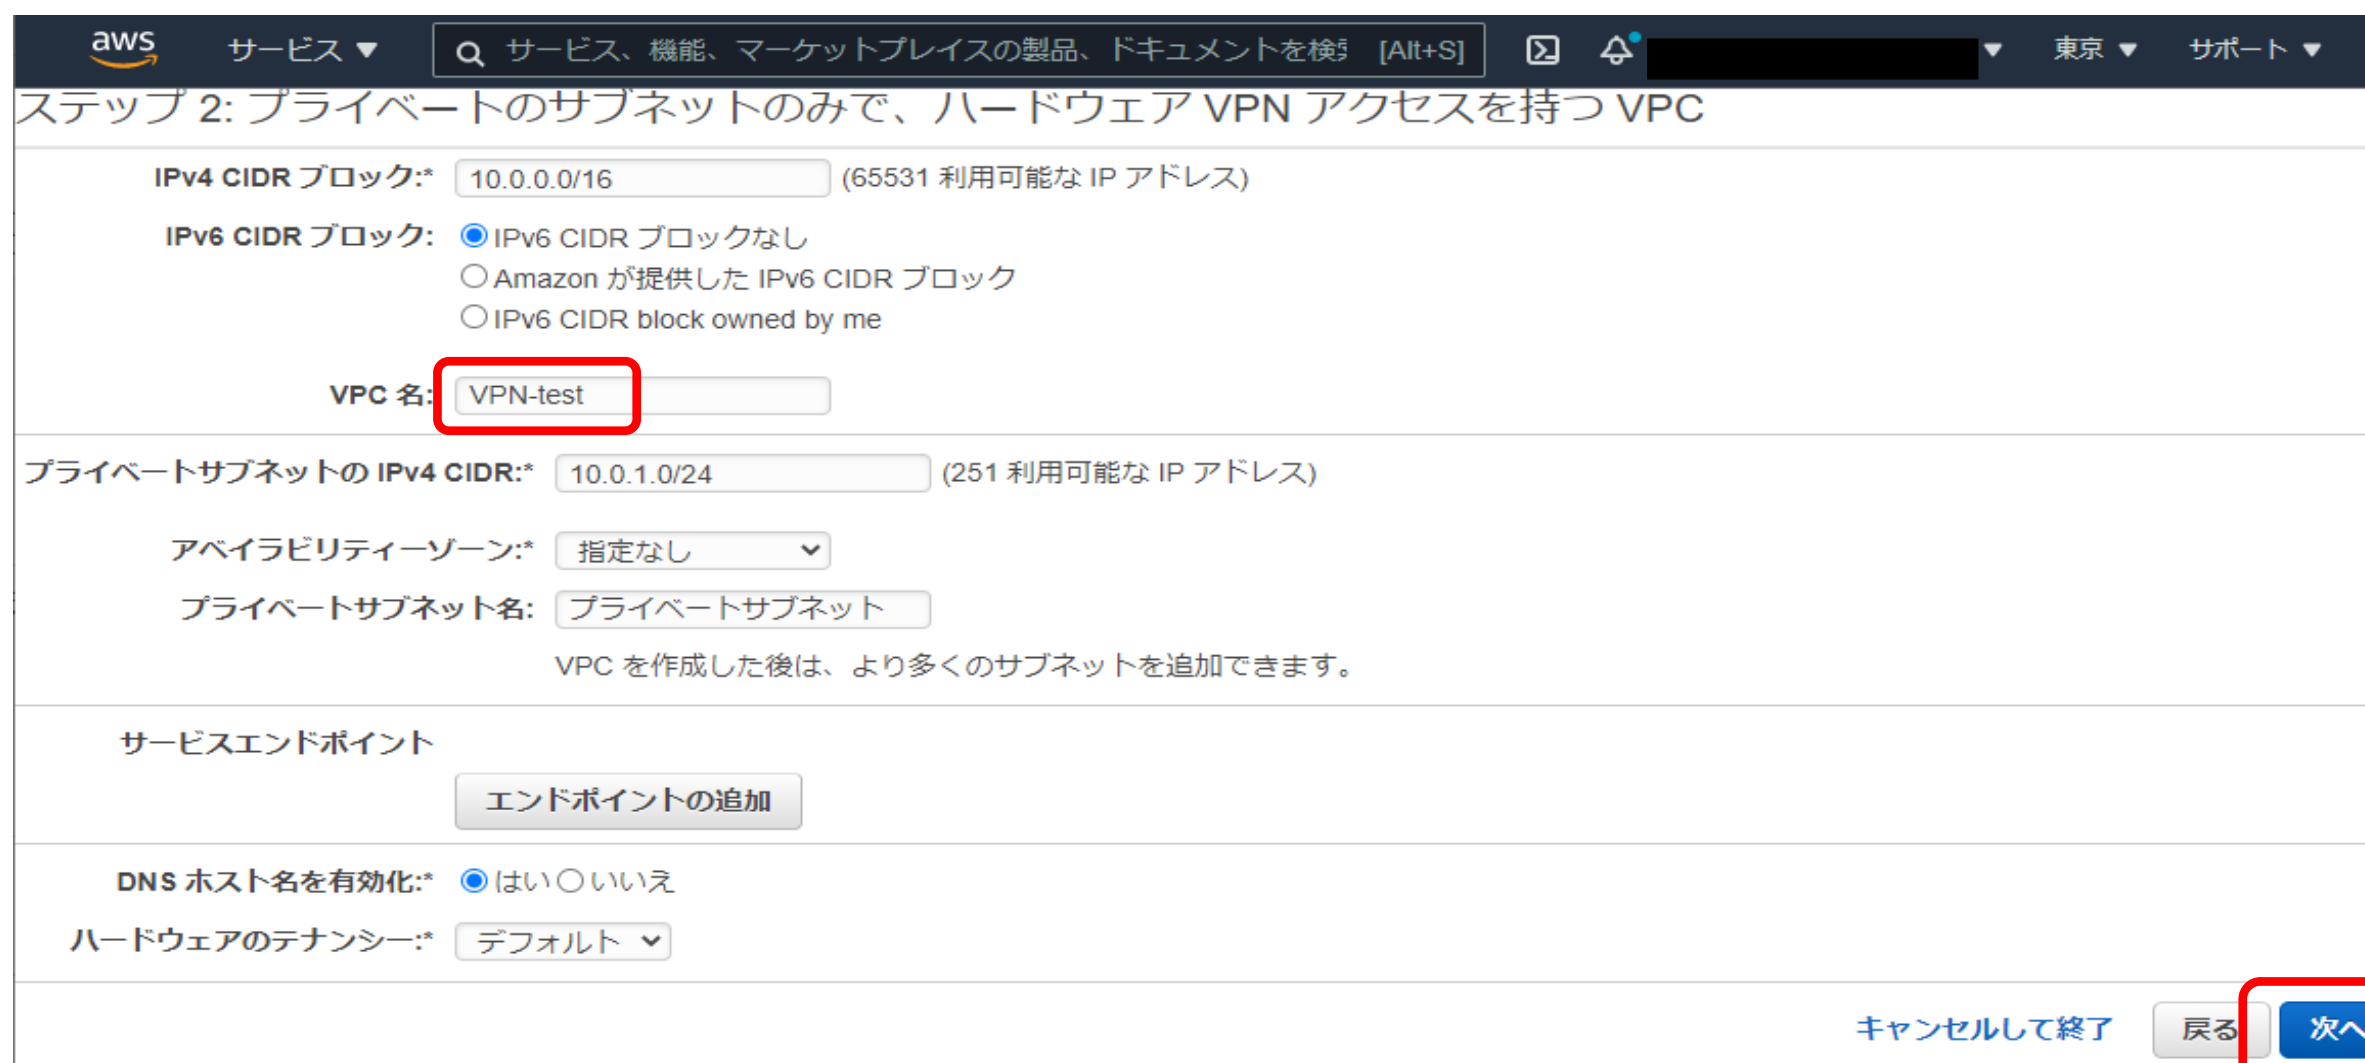 aws サービス ▼ サービス、機能、マーケットプレイスの製品、ドキュメントを検 [Alt+S] ▼ 東京 ▼ サポート ▼
ステップ 2: プライベートのサブネットのみで、ハードウェア VPN アクセスを持つ VPC
IPv4 CIDR ブロック:* 10.0.0.0/16 (65531 利用可能な IP アドレス)
IPv6 CIDR ブロック: IPv6 CIDR ブロックなし
Amazon が提供した IPv6 CIDR ブロック
IPv6 CIDR block owned by me
VPC 名: VPN-test
プライベートサブネットの IPv4 CIDR:* 10.0.1.0/24 (251 利用可能な IP アドレス)
アベイラビリティーゾーン:* 指定なし
プライベートサブネット名: プライベートサブネット
VPC を作成した後は、より多くのサブネットを追加できます。
サービスエンドポイント
エンドポイントの追加
DNS ホスト名を有効化:* はい いいえ
ハードウェアのテナンシー:* デフォルト
キャンセルして終了 戻る 次へ